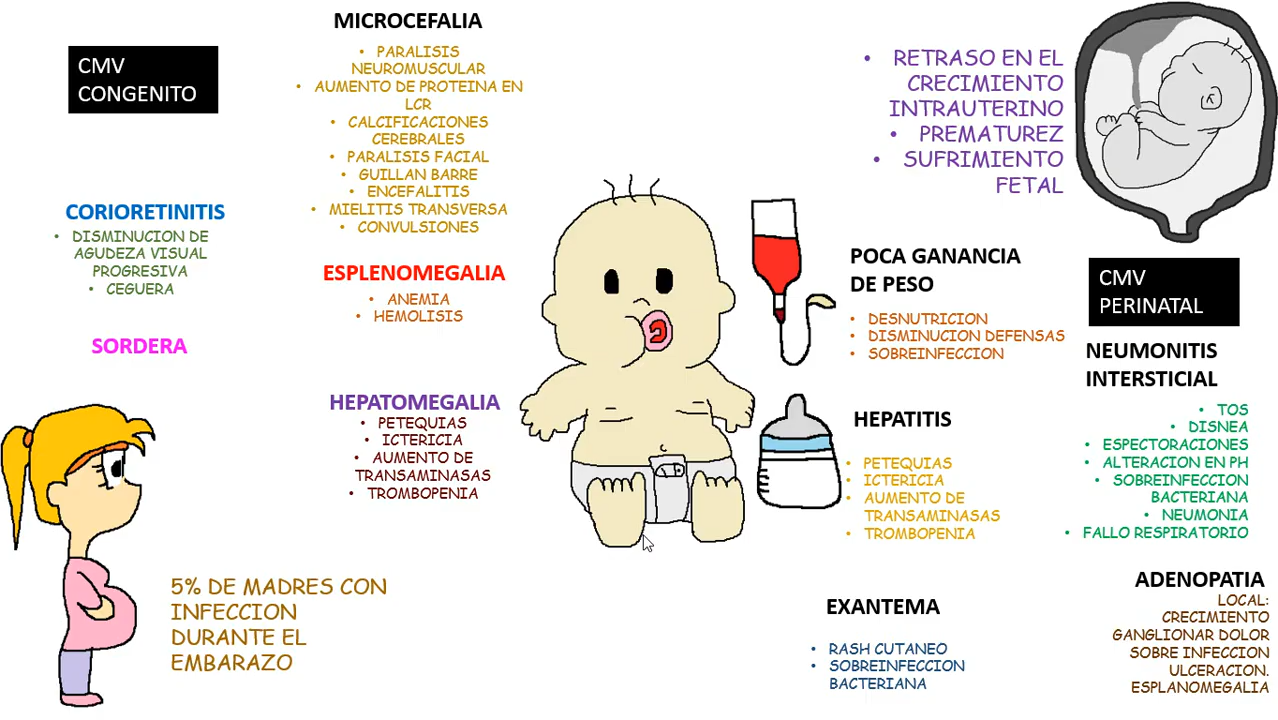 CMV
CONGENITO
MICROCEFALIA
• PARALISIS
NEUROMUSCULAR
• AUMENTO DE PROTEINA EN
LCR
• CALCIFICACIONES
CEREBRALES
• PARALISIS FACIAL
• GUILLAN BARRE
• ENCEFALITIS
• MIELITIS TRANSVERSA
• CONVULSIONES
CORIORETINITIS
• DISMINUCION DE
AGUDEZA VISUAL
PROGRESIVA
• CEGUERA
ESPLENOMEGALIA
• ANEMIA
• HEMOLISIS
SORDERA
HEPATOMEGALIA
• PETEQUIAS
• ICTERICIA
• AUMENTO DE
TRANSAMINASAS
• TROMBOPENIA
5% DE MADRES CON
INFECCION
DURANTE EL
EMBARAZO
• RETRASO EN EL
CRECIMIENTO
INTRAUTERINO
• PREMATUREZ
• SUFRIMIENTO
FETAL
CMV
PERINATAL
POCA GANANCIA
DE PESO
• DESNUTRICION
• DISMINUCION DEFENSAS
• SOBREINFECCION
HEPATITIS
• PETEQUIAS
• ICTERICIA
• AUMENTO DE
TRANSAMINASAS
• TROMBOPENIA
EXANTEMA
• RASH CUTANEO
• SOBREINFECCION
BACTERIANA
NEUMONITIS
INTERSTICIAL
• TOS
• DISNEA
• ESPECTORACIONES
• ALTERACION EN PH
• SOBREINFECCION
BACTERIANA
• NEUMONIA
• FALLO RESPIRATORIO
ADENOPATIA
LOCAL:
CRECIMIENTO
GANGLIONAR DOLOR
SOBRE INFECCION
ULCERACION.
ESPLANOMEGALIA